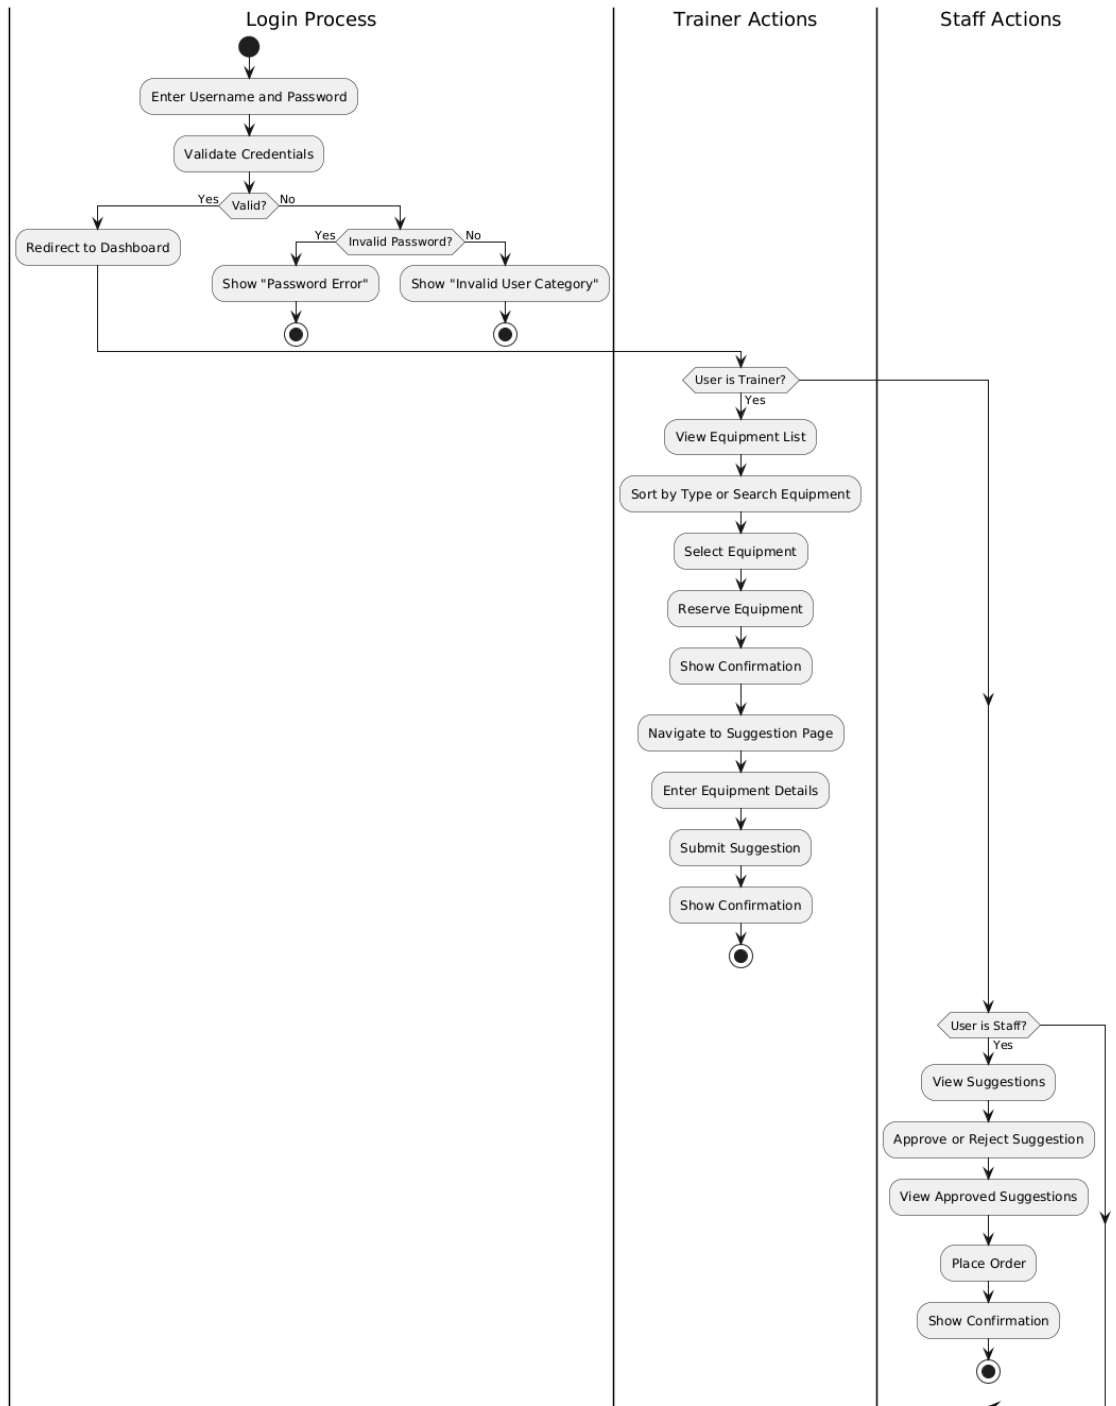 Login Process
Trainer Actions
Staff Actions
Enter Username and Password
Validate Credentials
Yes
Valid?
No
Redirect to Dashboard
Yes
Invalid Password?
No
Show "Password Error"
Show "Invalid User Category"
User is Trainer?
Yes
View Equipment List
Sort by Type or Search Equipment
Select Equipment
Reserve Equipment
Show Confirmation
Navigate to Suggestion Page
Enter Equipment Details
Submit Suggestion
Show Confirmation
User is Staff?
Yes
View Suggestions
Approve or Reject Suggestion
View Approved Suggestions
Place Order
Show Confirmation